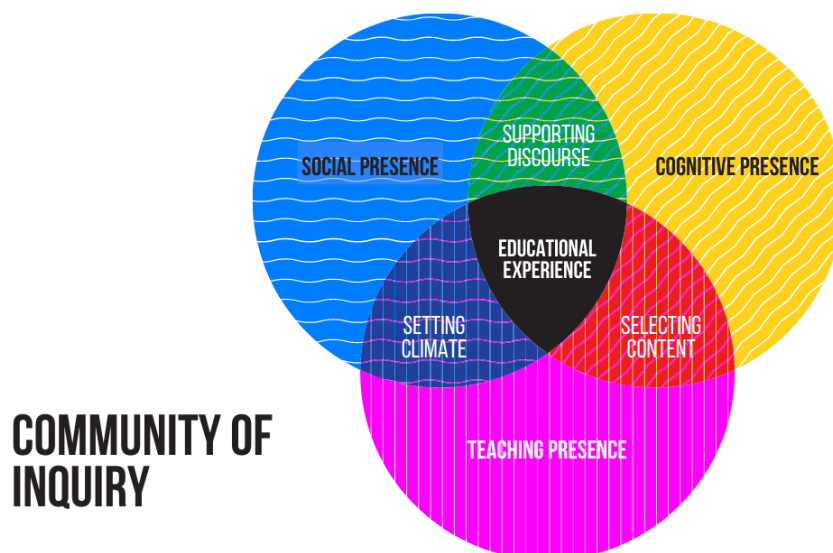 SUPPORTING
DISCOURSE
SOCIAL PRESENCE
COGNITIVE PRESENCE
EDUCATIONAL
EXPERIENCE
SETTING
CLIMATE
SELECTING
CONTENT
TEACHING PRESENCE
COMMUNITY OF
INQUIRY